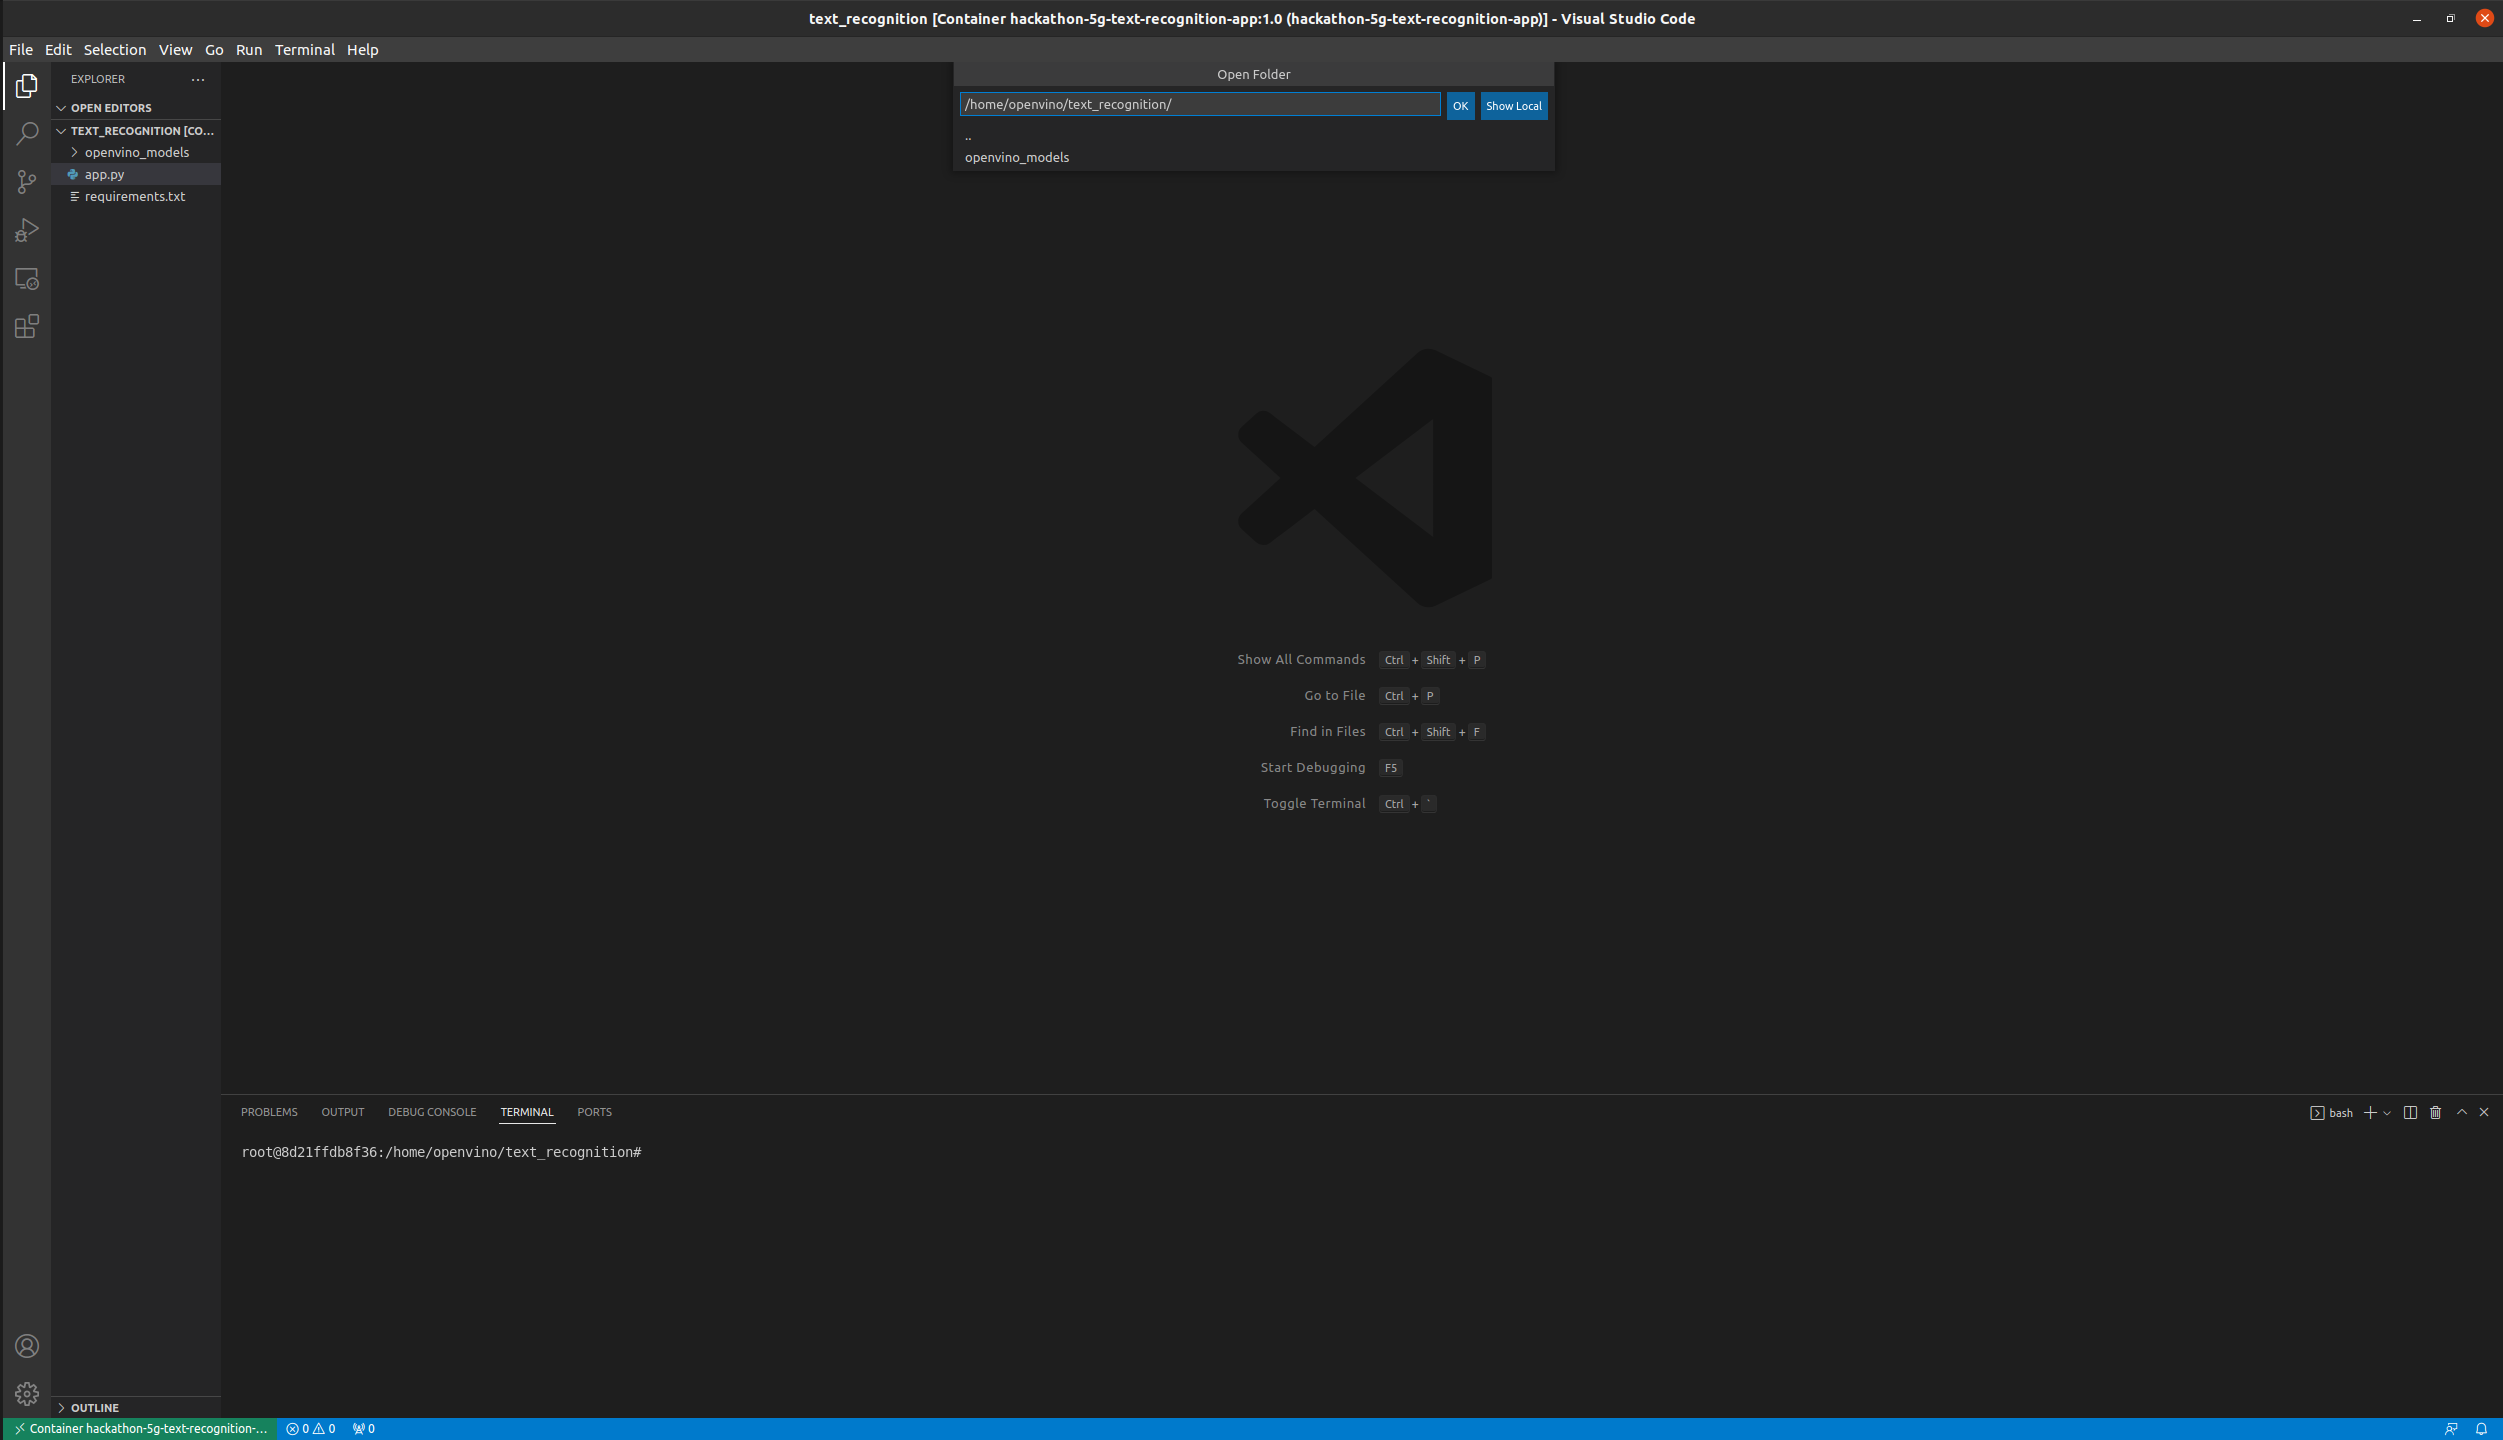 text_recognition [Container hackathon-5g-text-recognition-app:1.0 (hackathon-5g-text-recognition-app)] - Visual Studio Code
File Edit Selection View Go Run Terminal Help
EXPLORER
OPEN EDITORS
TEXT_RECOGNITION [CO...
openvino_models
app.py
requirements.txt
Open Folder
/home/openvino/text_recognition/ OK Show Local
..
openvino_models
Show All Commands Ctrl + Shift + P
Go to File Ctrl + P
Find in Files Ctrl + Shift + F
Start Debugging F5
Toggle Terminal Ctrl + `
PROBLEMS OUTPUT DEBUG CONSOLE TERMINAL PORTS bash
root@8d21ffdb8f36:/home/openvino/text_recognition#
OUTLINE
Container hackathon-5g-text-recognition-... 0 0 0